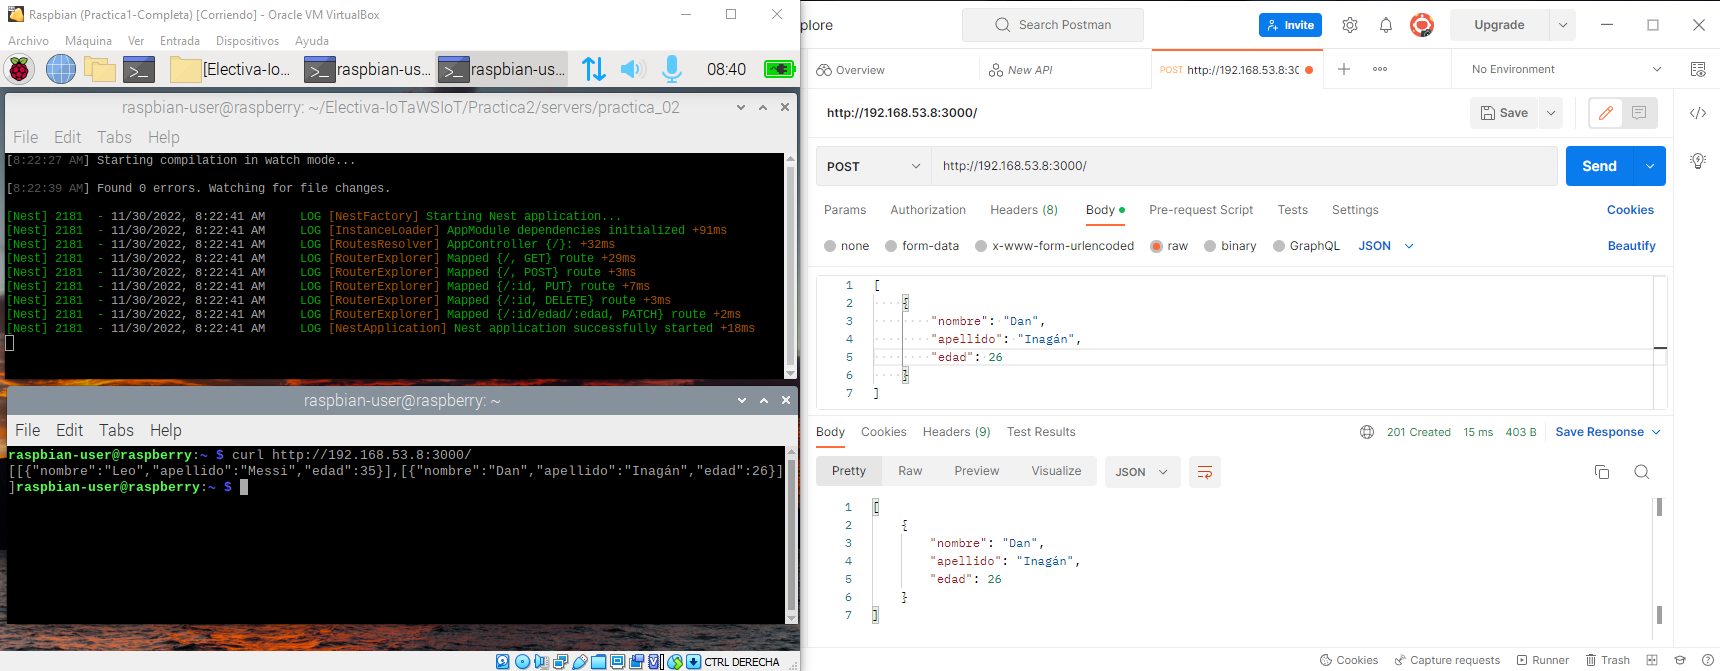 Raspbian (Practica1-Completa) [Corriendo] - Oracle VM VirtualBox
Archivo Máquina Ver Entrada Dispositivos Ayuda
[Electiva-Io... raspbian-us... raspbian-us... 08:40
raspbian-user@raspberry: ~/Electiva-IoTaWSIoT/Practica2/servers/practica_02
File Edit Tabs Help
[8:22:27 AM] Starting compilation in watch mode...
[8:22:39 AM] Found 0 errors. Watching for file changes.
[Nest] 2181 - 11/30/2022, 8:22:41 AM LOG [NestFactory] Starting Nest application...
[Nest] 2181 - 11/30/2022, 8:22:41 AM LOG [InstanceLoader] AppModule dependencies initialized +91ms
[Nest] 2181 - 11/30/2022, 8:22:41 AM LOG [RoutesResolver] AppController {/}: +32ms
[Nest] 2181 - 11/30/2022, 8:22:41 AM LOG [RouterExplorer] Mapped {/, GET} route +29ms
[Nest] 2181 - 11/30/2022, 8:22:41 AM LOG [RouterExplorer] Mapped {/, POST} route +3ms
[Nest] 2181 - 11/30/2022, 8:22:41 AM LOG [RouterExplorer] Mapped {/:id, PUT} route +7ms
[Nest] 2181 - 11/30/2022, 8:22:41 AM LOG [RouterExplorer] Mapped {/:id, DELETE} route +3ms
[Nest] 2181 - 11/30/2022, 8:22:41 AM LOG [RouterExplorer] Mapped {/:id/edad/:edad, PATCH} route +2ms
[Nest] 2181 - 11/30/2022, 8:22:41 AM LOG [NestApplication] Nest application successfully started +18ms
raspbian-user@raspberry: ~
File Edit Tabs Help
raspbian-user@raspberry:~ $ curl http://192.168.53.8:3000/
[[{"nombre":"Leo","apellido":"Messi","edad":35}],[{"nombre":"Dan","apellido":"Inagán","edad":26}]
]raspbian-user@raspberry:~ $
CTRL DERECHA
plore Search Postman Invite Upgrade
Overview New API POST http://192.168.53.8:3( No Environment
http://192.168.53.8:3000/ Save
POST http://192.168.53.8:3000/ Send
Params Authorization Headers (8) Body Pre-request Script Tests Settings Cookies
none form-data x-www-form-urlencoded raw binary GraphQL JSON Beautify
1 [
2 {
3 "nombre": "Dan",
4 "apellido": "Inagán",
5 "edad": 26
6 }
7 ]
Body Cookies Headers (9) Test Results 201 Created 15 ms 403 B Save Response
Pretty Raw Preview Visualize JSON
1 [
2 {
3 "nombre": "Dan",
4 "apellido": "Inagán",
5 "edad": 26
6 }
7 ]
Cookies Capture requests Runner Trash